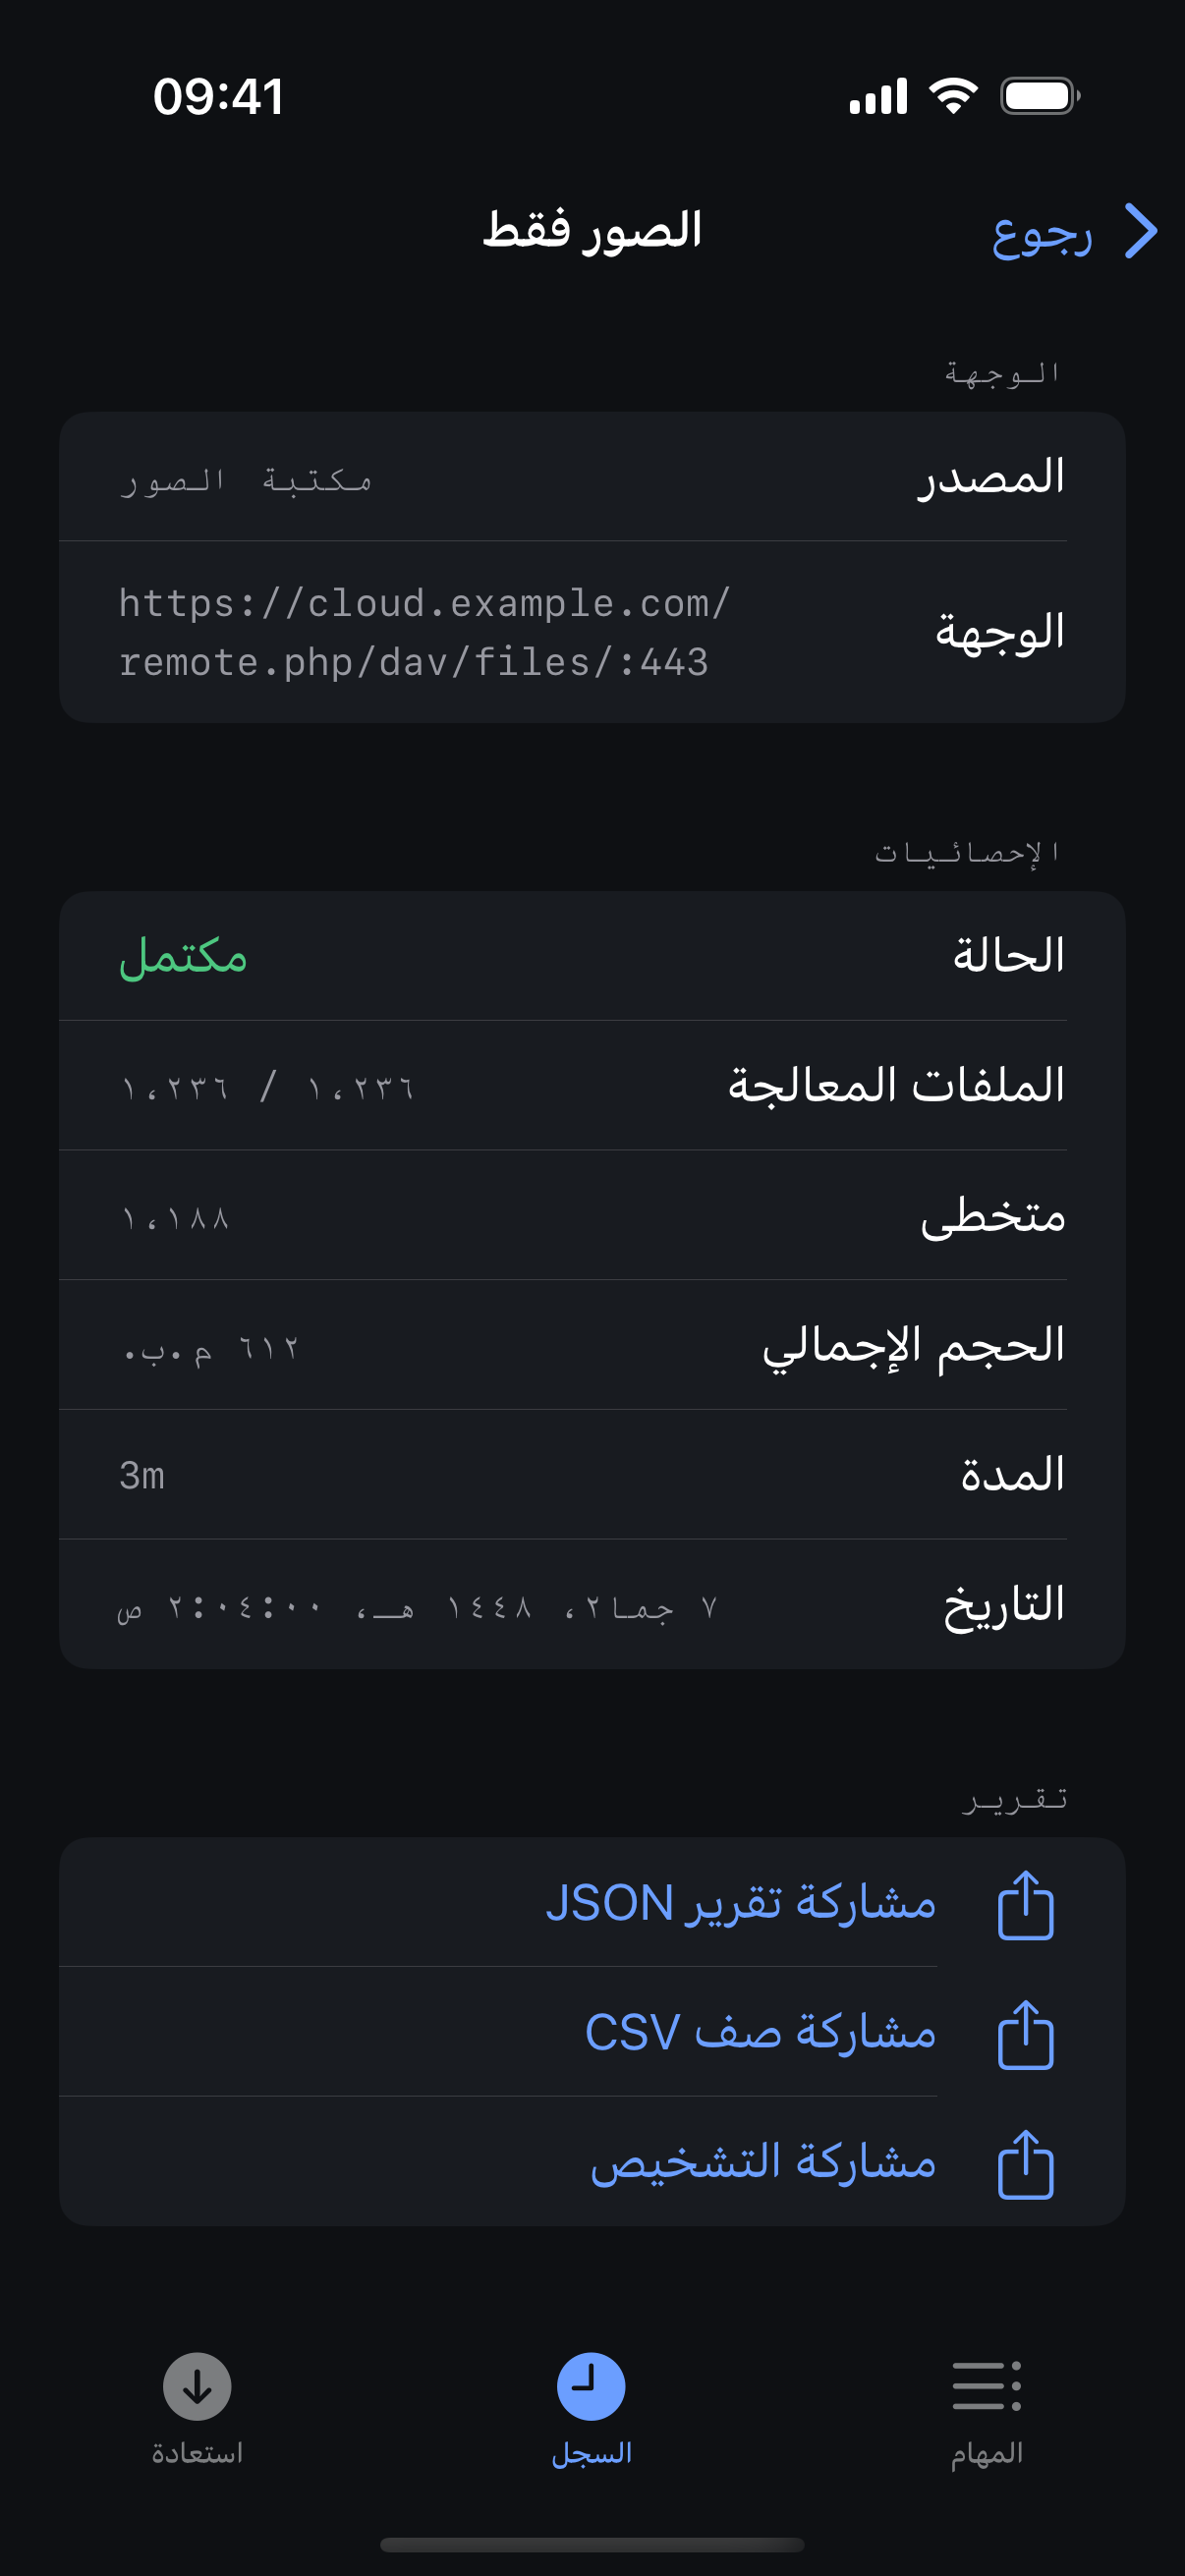 09:41
رجوع
الصور فقط
الوجهة
المصدر
مكتبة الصور
الوجهة
https://cloud.example.com/
remote.php/dav/files/:443
الإحصائيات
الحالة
مكتمل
الملفات المعالجة
١،٢٣٦ / ١،٢٣٦
متخطى
١،١٨٨
الحجم الإجمالي
٦١٢ م.ب.
المدة
3m
التاريخ
٧ جما٢، ١٤٤٨ هـ، ٢:٠٤:٠٠ ص
تقرير
مشاركة تقرير JSON
مشاركة صف CSV
مشاركة التشخيص
المهام
السجل
استعادة